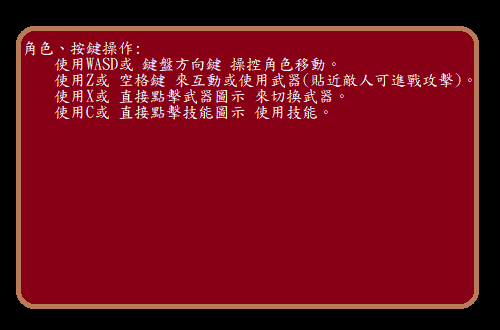 角色、按鍵操作:
使用WASD或 鍵盤方向鍵 操控角色移動。
使用Z或 空格鍵 來互動或使用武器(貼近敵人可進戰攻擊)。
使用X或 直接點擊武器圖示 來切換武器。
使用C或 直接點擊技能圖示 使用技能。